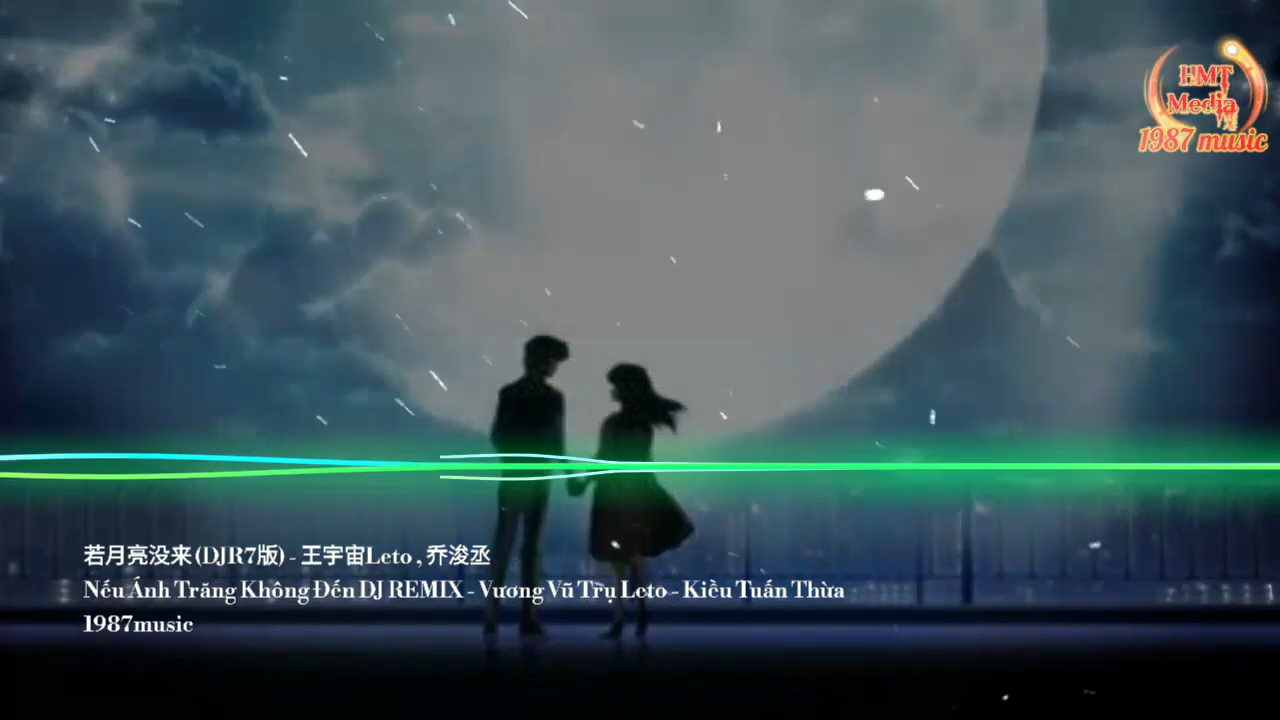 HMT
Media
1987 music
若月亮没来 (DJR7版) - 王宇宙Leto , 乔浚丞
Nếu Ánh Trăng Không Đến DJ REMIX - Vương Vũ Trụ Leto - Kiều Tuấn Thừa
1987music